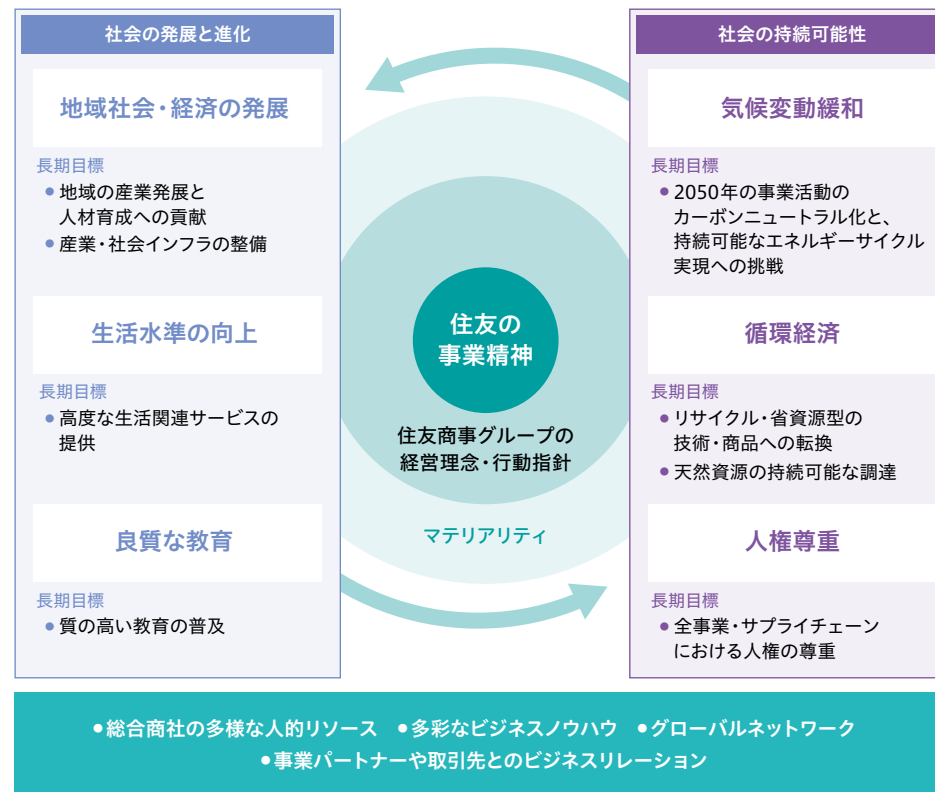 社会の発展と進化
地域社会・経済の発展
長期目標
●地域の産業発展と
人材育成への貢献
●産業・社会インフラの整備
生活水準の向上
長期目標
●高度な生活関連サービスの
提供
良質な教育
長期目標
●質の高い教育の普及
住友の
事業精神
住友商事グループの
経営理念・行動指針
マテリアリティ
社会の持続可能性
気候変動緩和
長期目標
●2050年の事業活動の
カーボンニュートラル化と、
持続可能なエネルギーサイクル
実現への挑戦
循環経済
長期目標
●リサイクル・省資源型の
技術・商品への転換
●天然資源の持続可能な調達
人権尊重
長期目標
●全事業・サプライチェーン
における人権の尊重
●総合商社の多様な人的リソース ●多彩なビジネスノウハウ ●グローバルネットワーク
●事業パートナーや取引先とのビジネスリレーション